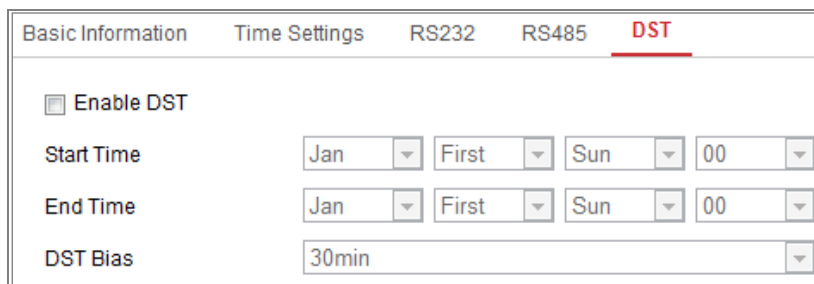 Basic Information Time Settings RS232 RS485 DST
Enable DST
Start Time Jan First Sun 00
End Time Jan First Sun 00
DST Bias 30min